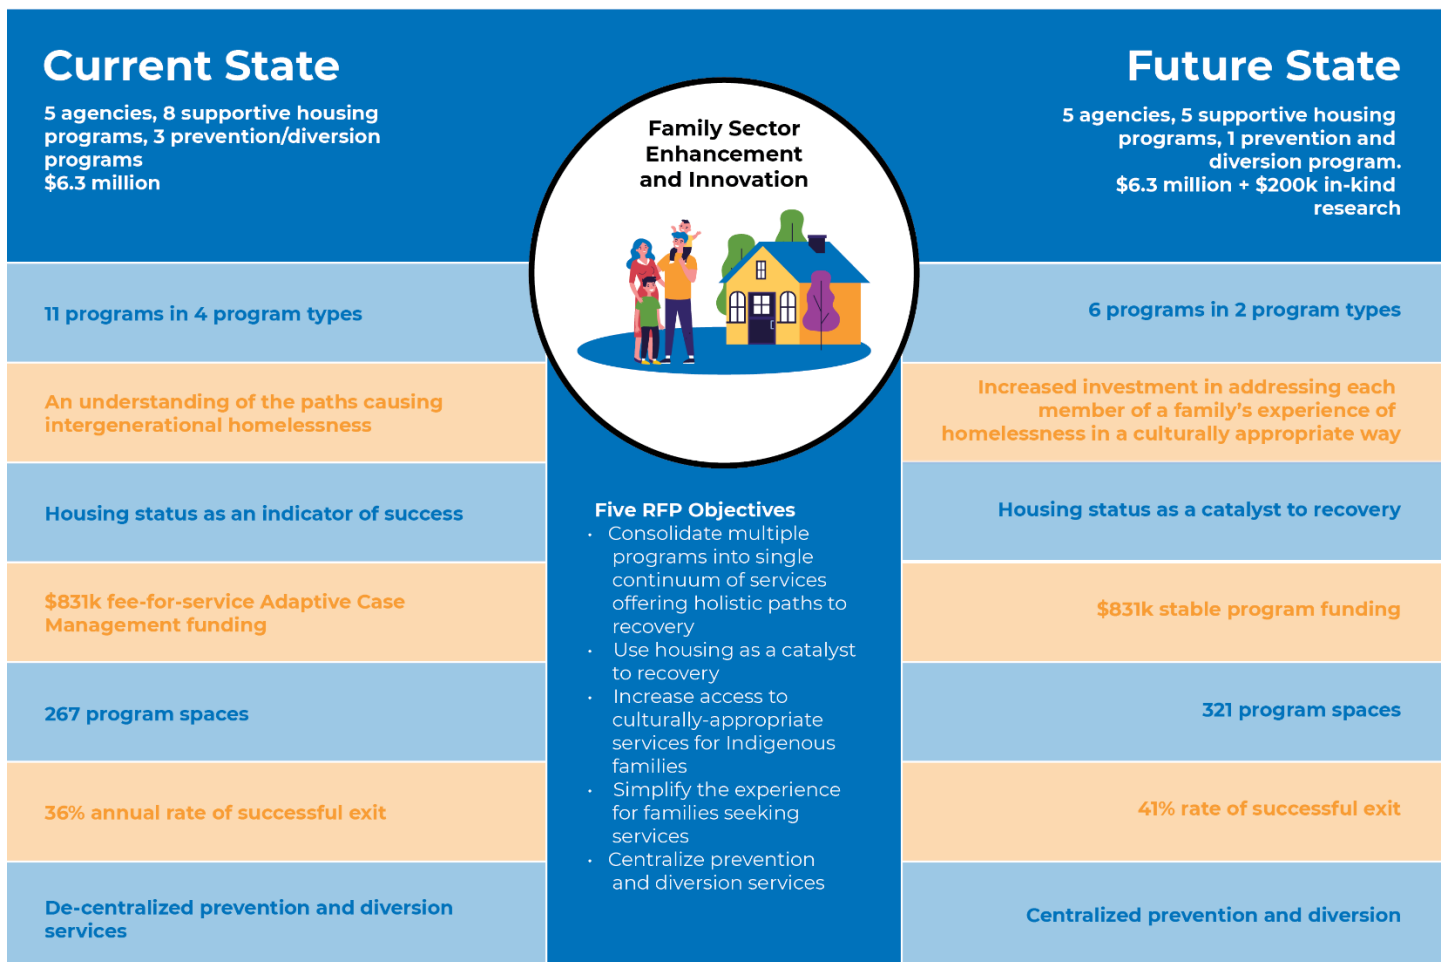 Current State
5 agencies, 8 supportive housing
programs, 3 prevention/diversion
programs
$6.3 million
11 programs in 4 program types
An understanding of the paths causing
intergenerational homelessness
Housing status as an indicator of success
$831k fee-for-service Adaptive Case
Management funding
267 program spaces
36% annual rate of successful exit
De-centralized prevention and diversion
services
Family Sector
Enhancement
and Innovation
Five RFP Objectives
• Consolidate multiple
programs into single
continuum of services
offering holistic paths to
recovery
• Use housing as a catalyst
to recovery
• Increase access to
culturally-appropriate
services for Indigenous
families
• Simplify the experience
for families seeking
services
• Centralize prevention
and diversion services
Future State
5 agencies, 5 supportive housing
programs, 1 prevention and
diversion program.
$6.3 million + $200k in-kind
research
6 programs in 2 program types
Increased investment in addressing each
member of a family's experience of
homelessness in a culturally appropriate way
Housing status as a catalyst to recovery
$831k stable program funding
321 program spaces
41% rate of successful exit
Centralized prevention and diversion